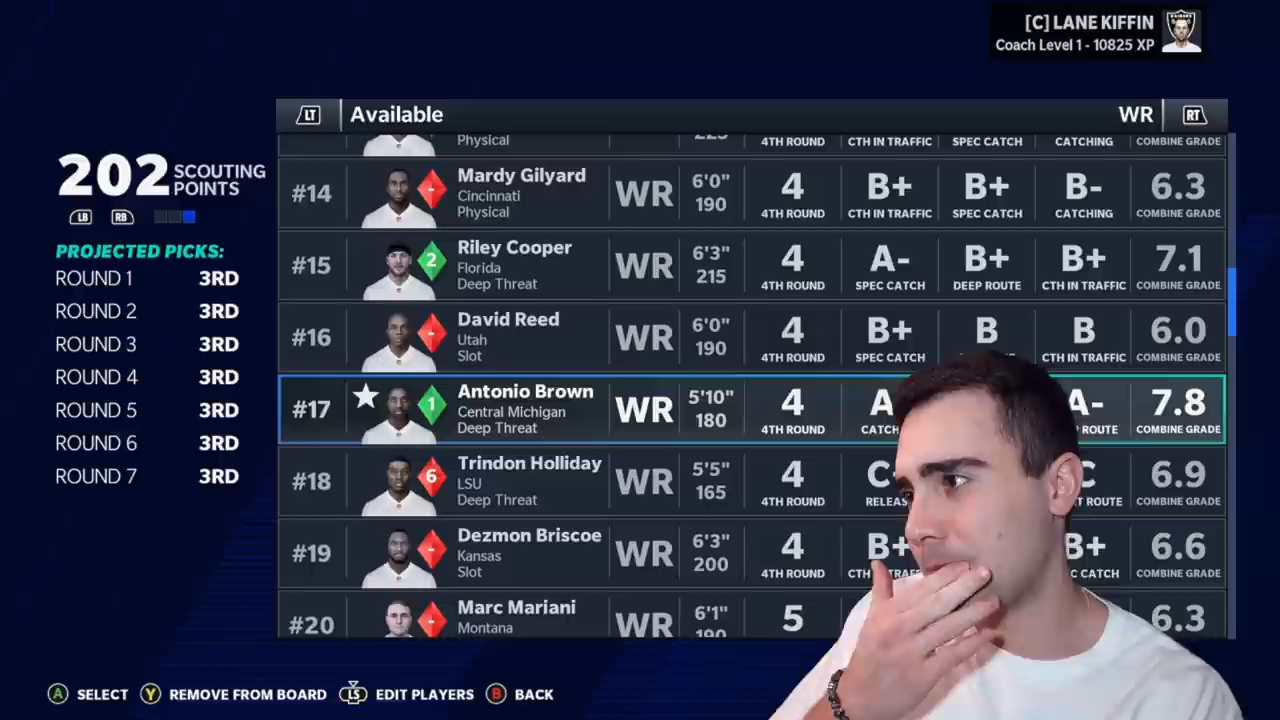 [C] LANE KIFFIN
Coach Level 1 - 10825 XP
RAIDERS
LT Available WR RT
202 SCOUTING POINTS
LB RB
PROJECTED PICKS:
ROUND 1 3RD
ROUND 2 3RD
ROUND 3 3RD
ROUND 4 3RD
ROUND 5 3RD
ROUND 6 3RD
ROUND 7 3RD
Physical
4TH ROUND CTH IN TRAFFIC SPEC CATCH CATCHING COMBINE GRADE
#14 - Mardy Gilyard WR 6'0" 4 B+ B+ B- 6.3
Cincinnati 190
Physical 4TH ROUND CTH IN TRAFFIC SPEC CATCH CATCHING COMBINE GRADE
#15 2 Riley Cooper WR 6'3" 4 A- B+ B+ 7.1
Florida 215
Deep Threat 4TH ROUND SPEC CATCH DEEP ROUTE CTH IN TRAFFIC COMBINE GRADE
#16 - David Reed WR 6'0" 4 B+ B B 6.0
Utah 190
Slot 4TH ROUND SPEC CATCH CTH IN TRAFFIC COMBINE GRADE
#17 1 Antonio Brown WR 5'10" 4 A A- 7.8
Central Michigan 180
Deep Threat 4TH ROUND ROUTE COMBINE GRADE
#18 6 Trindon Holliday WR 5'5" 4 C 6.9
LSU 165
Deep Threat 4TH ROUND ROUTE COMBINE GRADE
#19 - Dezmon Briscoe WR 6'3" 4 B+ B+ 6.6
Kansas 200
Slot 4TH ROUND CATCH COMBINE GRADE
#20 - Marc Mariani WR 6'1" 5 6.3
Montana 190
A SELECT Y REMOVE FROM BOARD LS EDIT PLAYERS B BACK